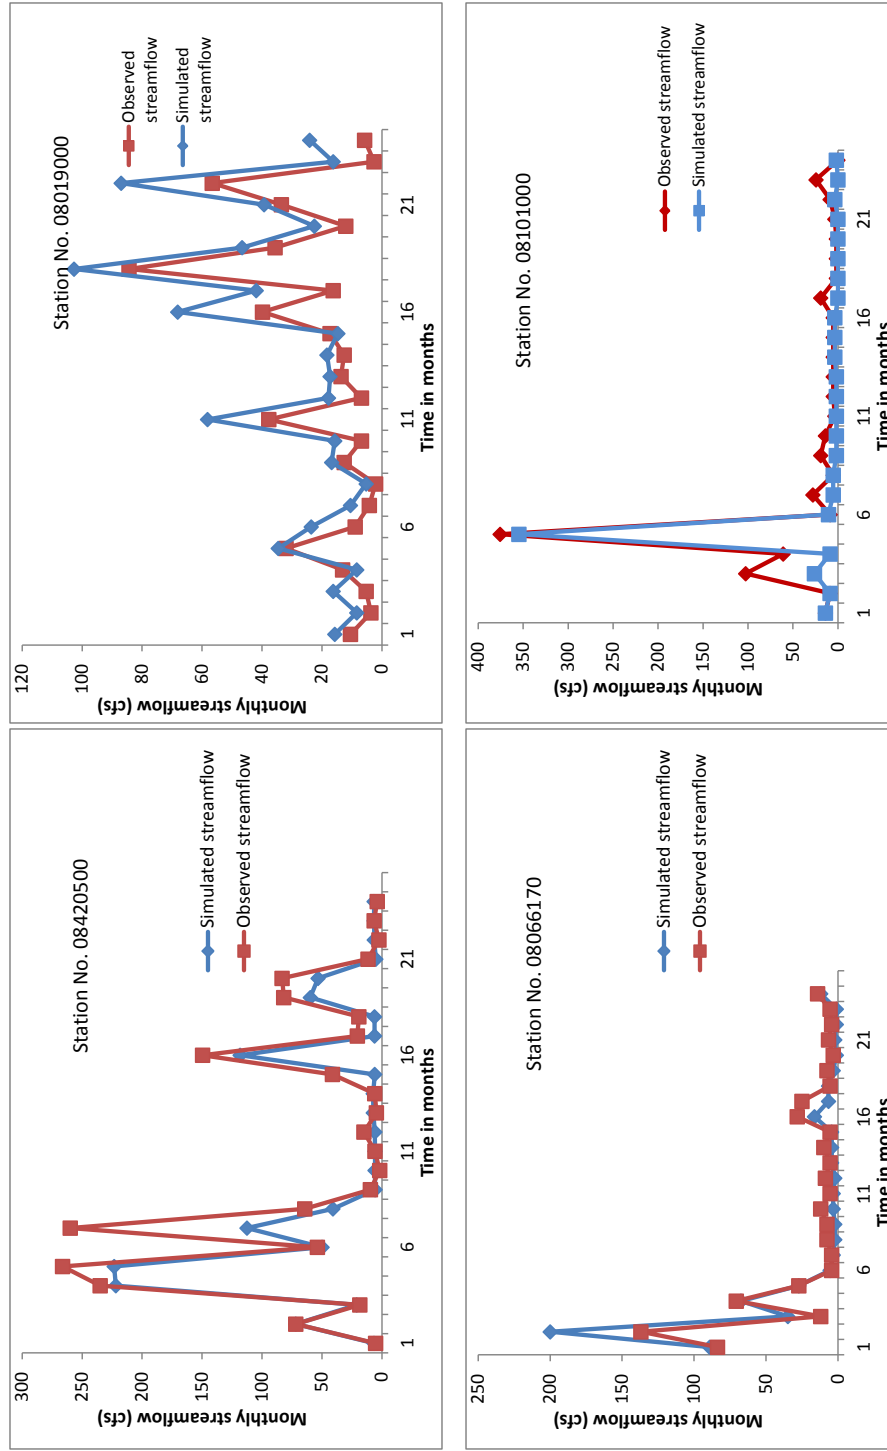 Station No. 08420500
Monthly streamflow (cfs)
300
250
200
150
100
50
0
Simulated streamflow
Observed streamflow
1
6
11
16
21
Time in months
Station No. 08019000
Monthly streamflow (cfs)
120
100
80
60
40
20
0
Observed
streamflow
Simulated
streamflow
1
6
11
16
21
Time in months
Station No. 08066170
Monthly streamflow (cfs)
250
200
150
100
50
0
Simulated streamflow
Observed streamflow
1
6
11
16
21
Time in months
Station No. 08101000
Monthly streamflow (cfs)
400
350
300
250
200
150
100
50
0
Observed streamflow
Simulated streamflow
1
6
11
16
21
Time in months